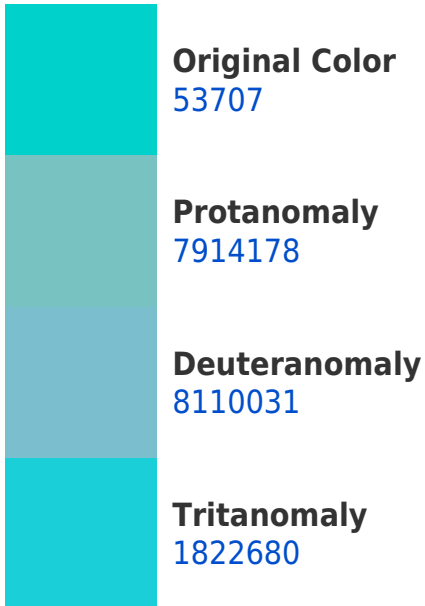 Original Color
53707
Protanomaly
7914178
Deuteranomaly
8110031
Tritanomaly
1822680